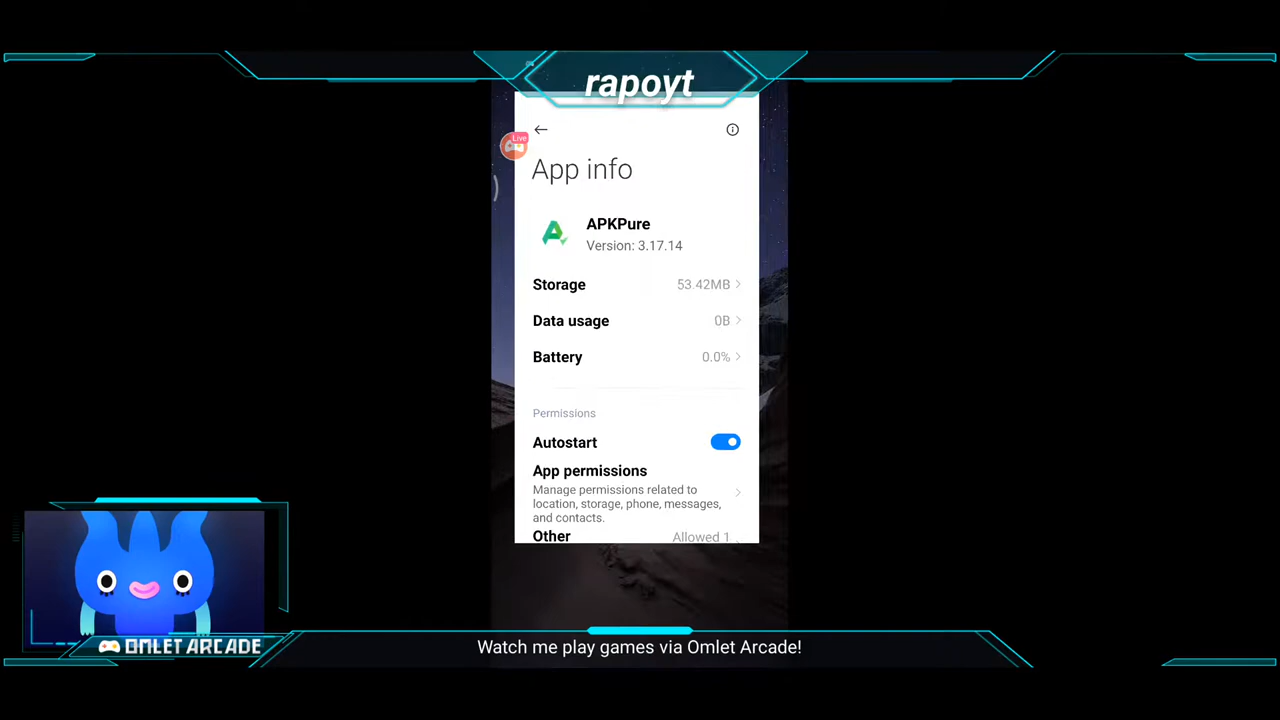 rapoyt
Live
App info
APKPure
Version: 3.17.14
Storage 53.42MB
Data usage 0B
Battery 0.0%
Permissions
Autostart
App permissions
Manage permissions related to
location, storage, phone, messages,
and contacts.
Other Allowed 1
OMLET ARCADE
Watch me play games via Omlet Arcade!